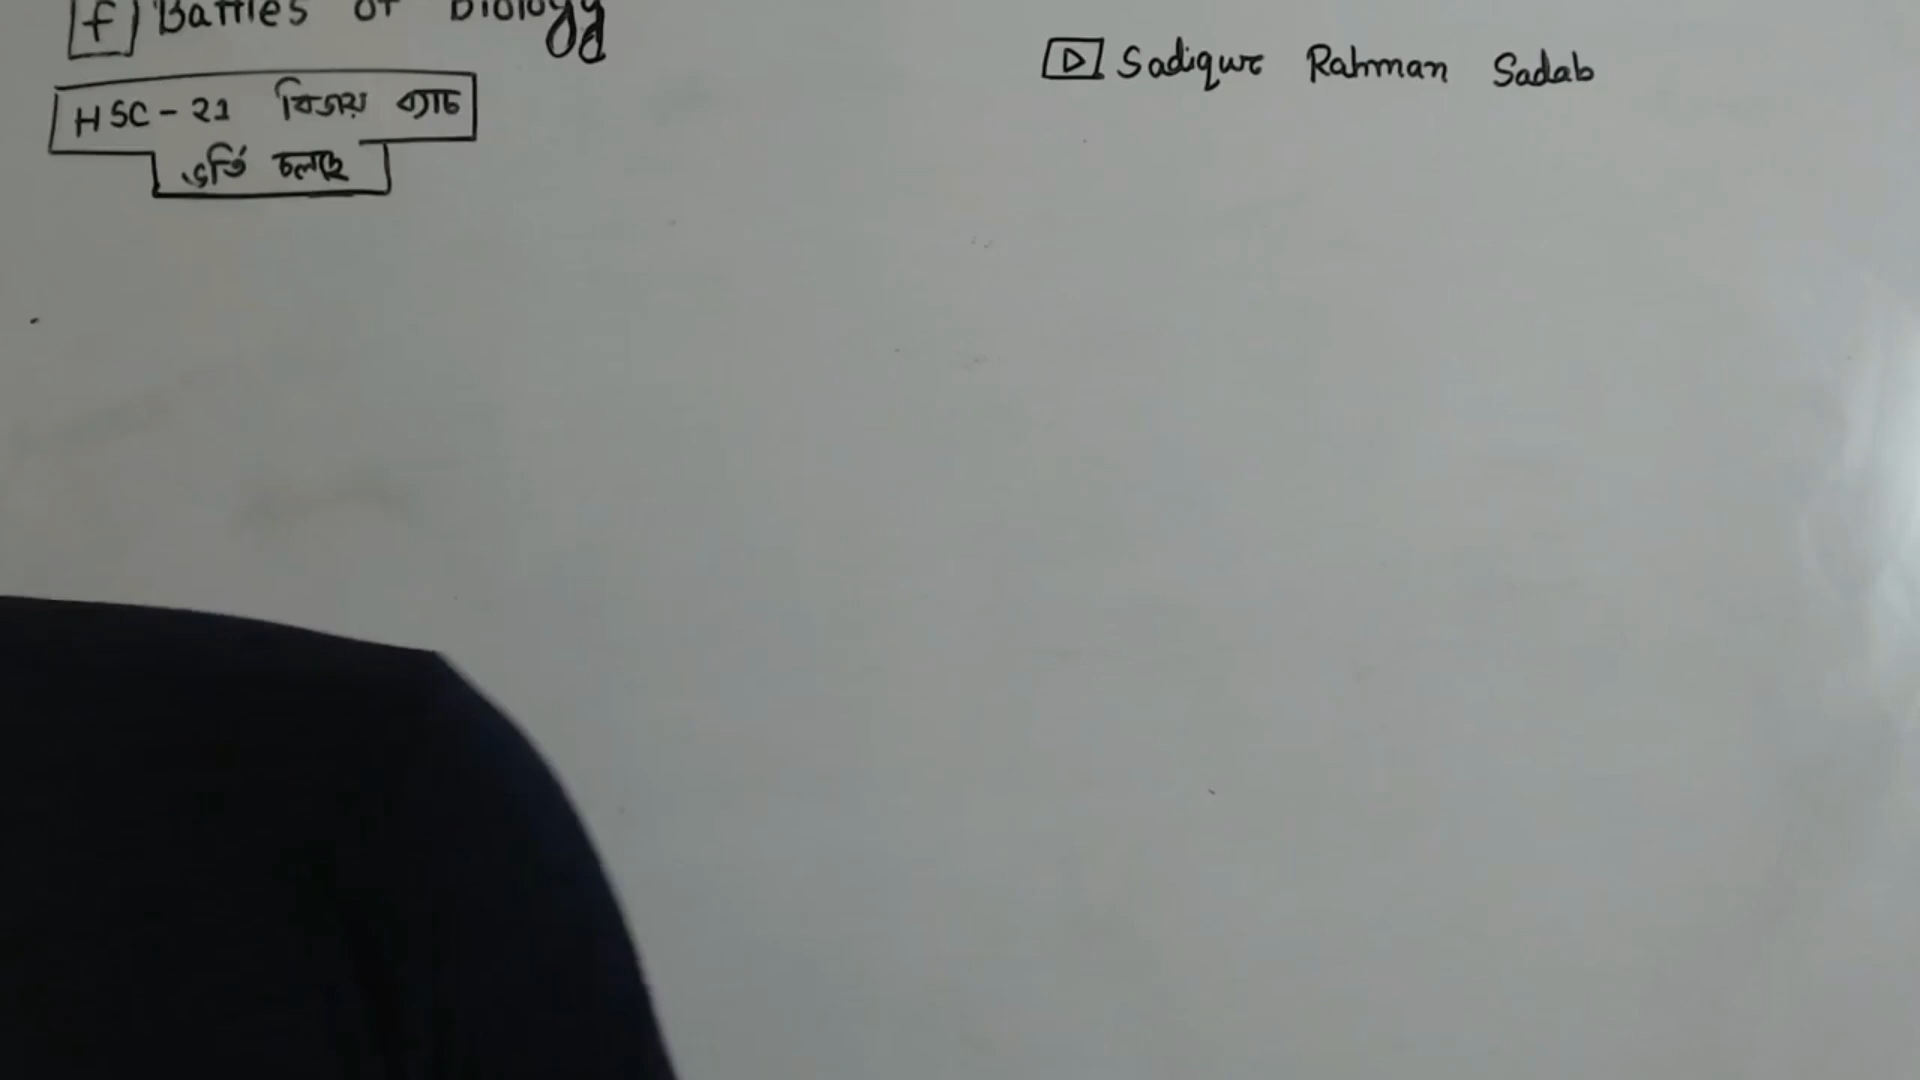 f Battles of Biology
HSC - 21 বিজয় ব্যাচ
ভর্তি চলছে
Sadiqur Rahman Sadab